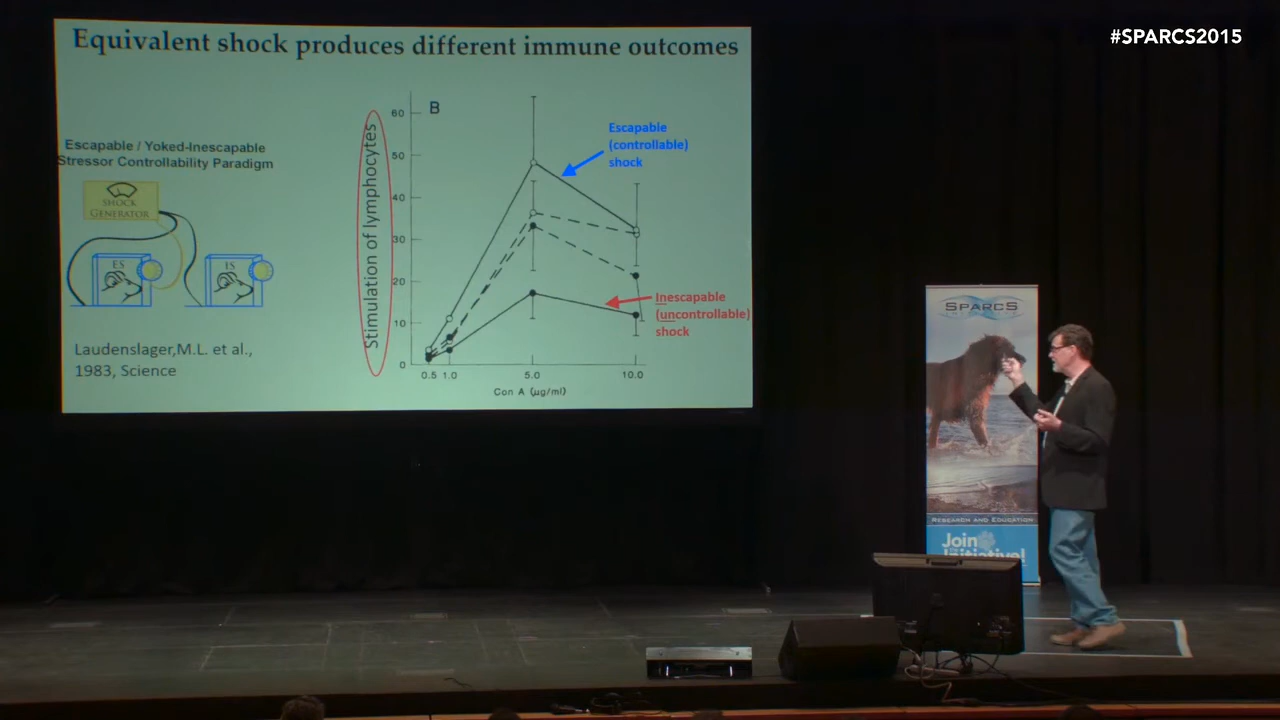 #SPARCS2015
Equivalent shock produces different immune outcomes
Escapable / Yoked-Inescapable
Stressor Controllability Paradigm
SHOCK
GENERATOR
ES
IS
Laudenslager,M.L. et al.,
1983, Science
Stimulation of lymphocytes
B
60
50
40
30
20
10
0
0.5 1.0 5.0 10.0
Con A (µg/ml)
Escapable
(controllable)
shock
Inescapable
(uncontrollable)
shock
SPARCS
RESEARCH AND EDUCATION
Join
Initiative!